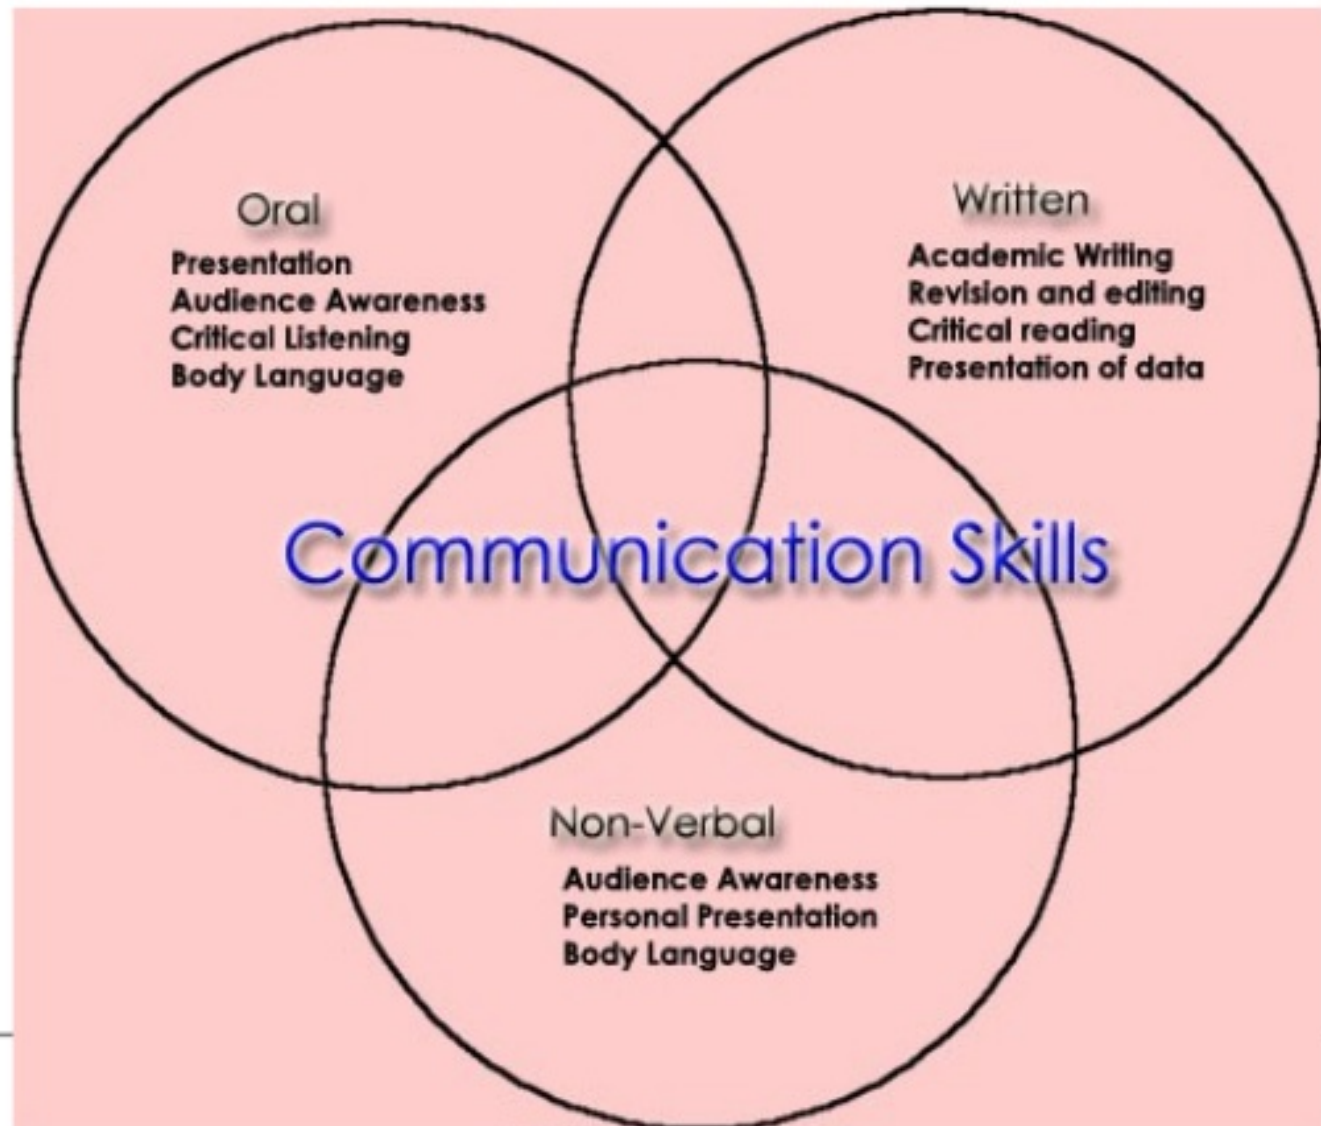 Oral
Presentation
Audience Awareness
Critical Listening
Body Language
Written
Academic Writing
Revision and editing
Critical reading
Presentation of data
Communication Skills
Non-Verbal
Audience Awareness
Personal Presentation
Body Language